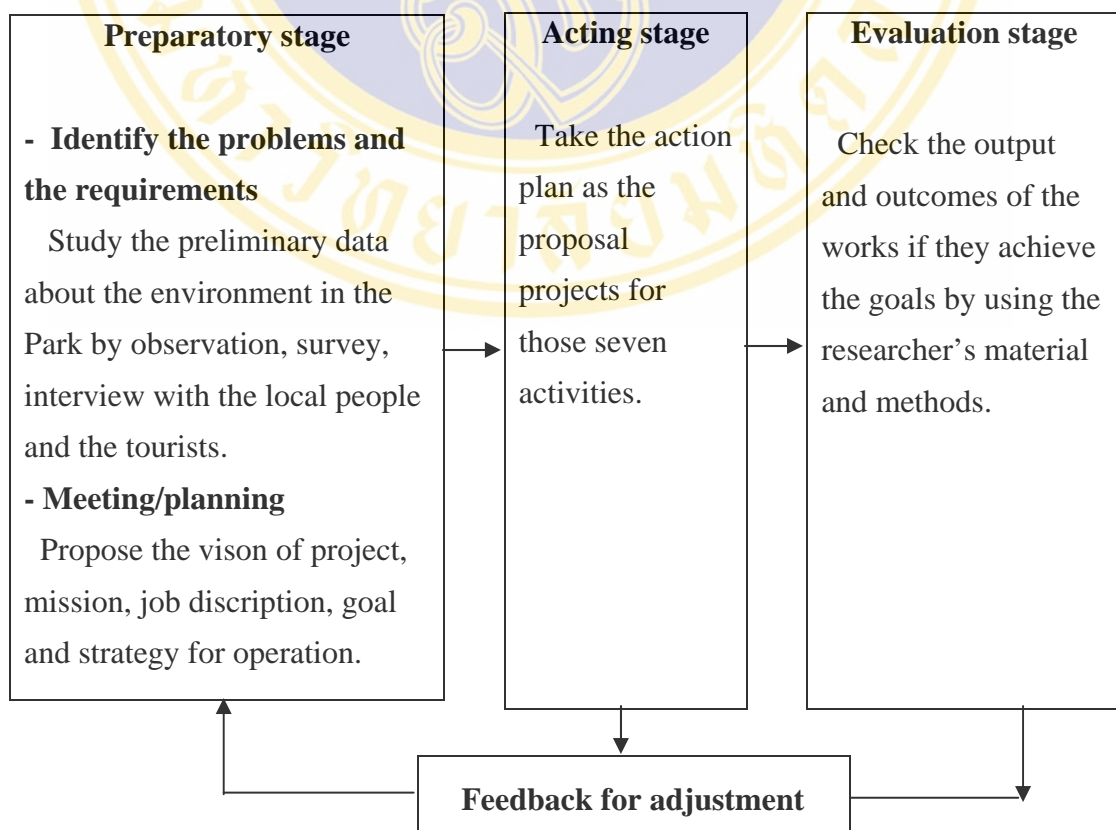 Preparatory stage
- Identify the problems and
the requirements
Study the preliminary data
about the environment in the
Park by observation, survey,
interview with the local people
and the tourists.
- Meeting/planning
Propose the vison of project,
mission, job discription, goal
and strategy for operation.
Acting stage
Take the action
plan as the
proposal
projects for
those seven
activities.
Evaluation stage
Check the output
and outcomes of the
works if they achieve
the goals by using the
researcher’s material
and methods.
Feedback for adjustment